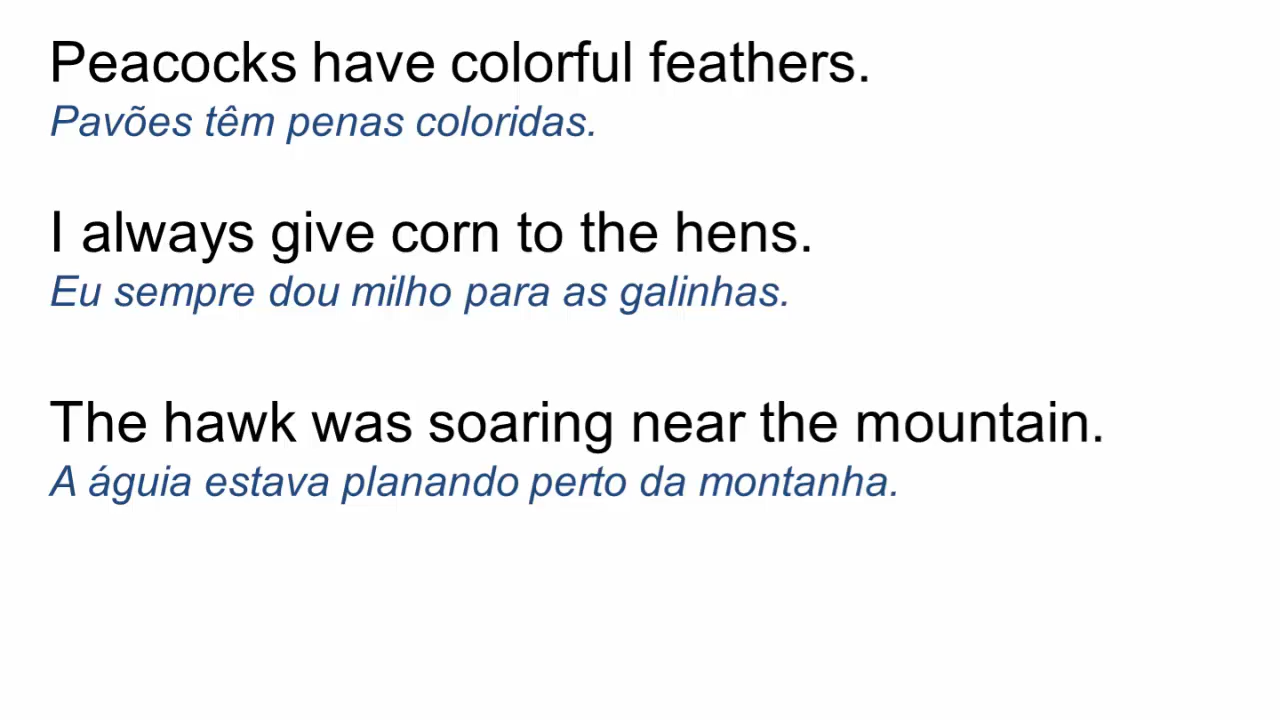 Peacocks have colorful feathers.
Pavões têm penas coloridas.
I always give corn to the hens.
Eu sempre dou milho para as galinhas.
The hawk was soaring near the mountain.
A águia estava planando perto da montanha.